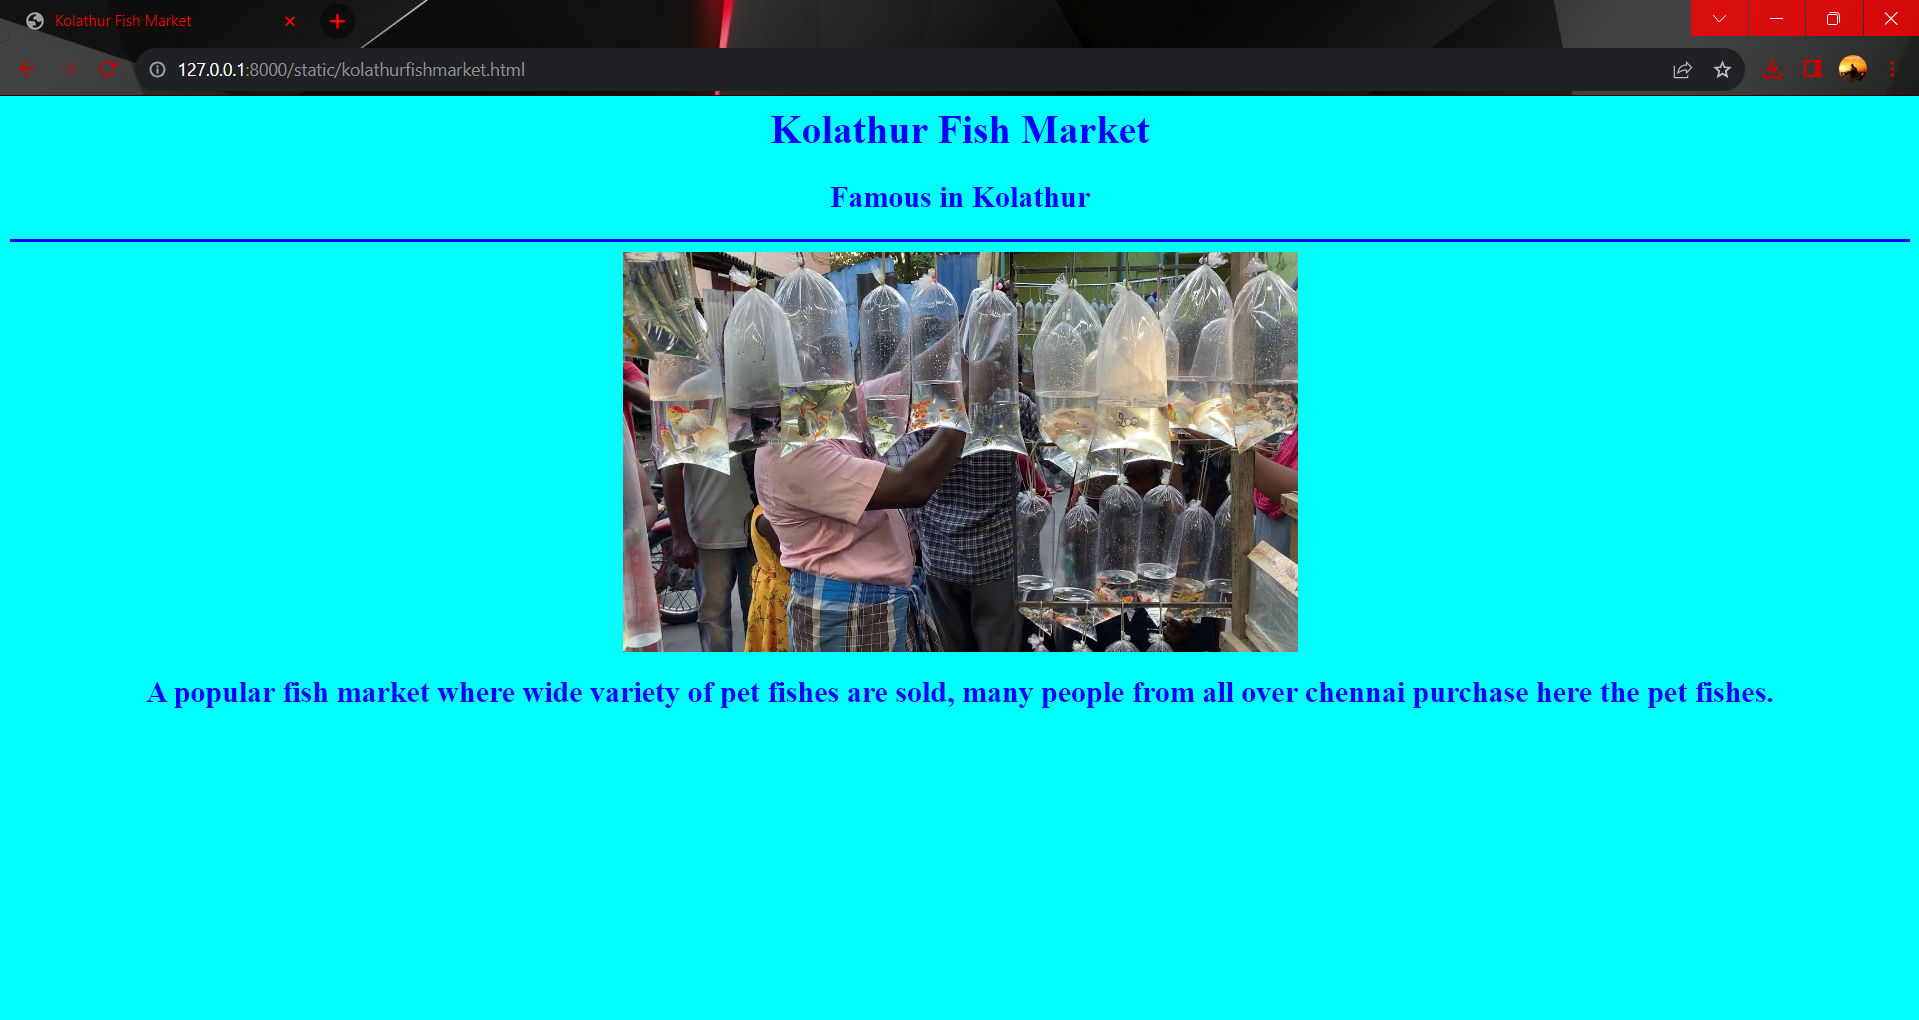 Kolathur Fish Market
127.0.0.1:8000/static/kolathurfishmarket.html
Kolathur Fish Market
Famous in Kolathur
200
A popular fish market where wide variety of pet fishes are sold, many people from all over chennai purchase here the pet fishes.